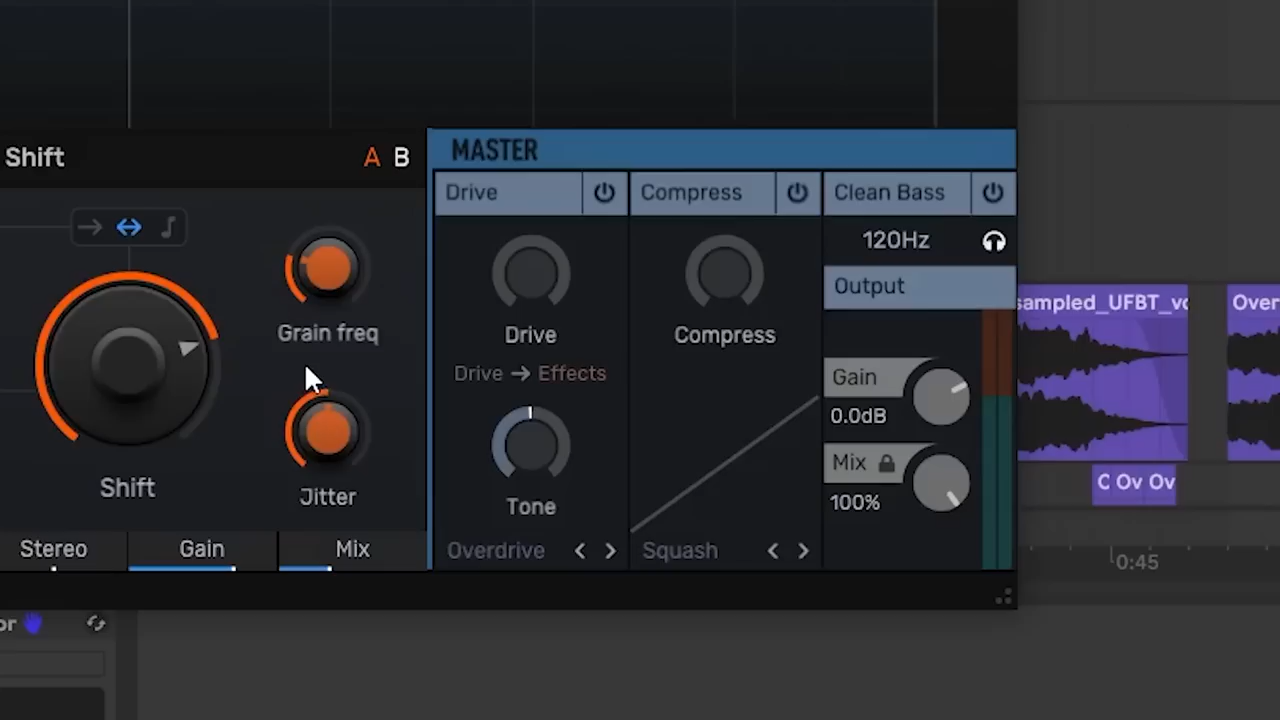 Shift
A B
MASTER
Drive
Compress
Clean Bass
120Hz
Output
Grain freq
Drive
Compress
Drive → Effects
Gain
0.0dB
Mix
100%
Shift
Jitter
Tone
Stereo
Gain
Mix
Overdrive < >
Squash < >
sampled_UFBT_vo
Over
C Ov Ov
0:45
or